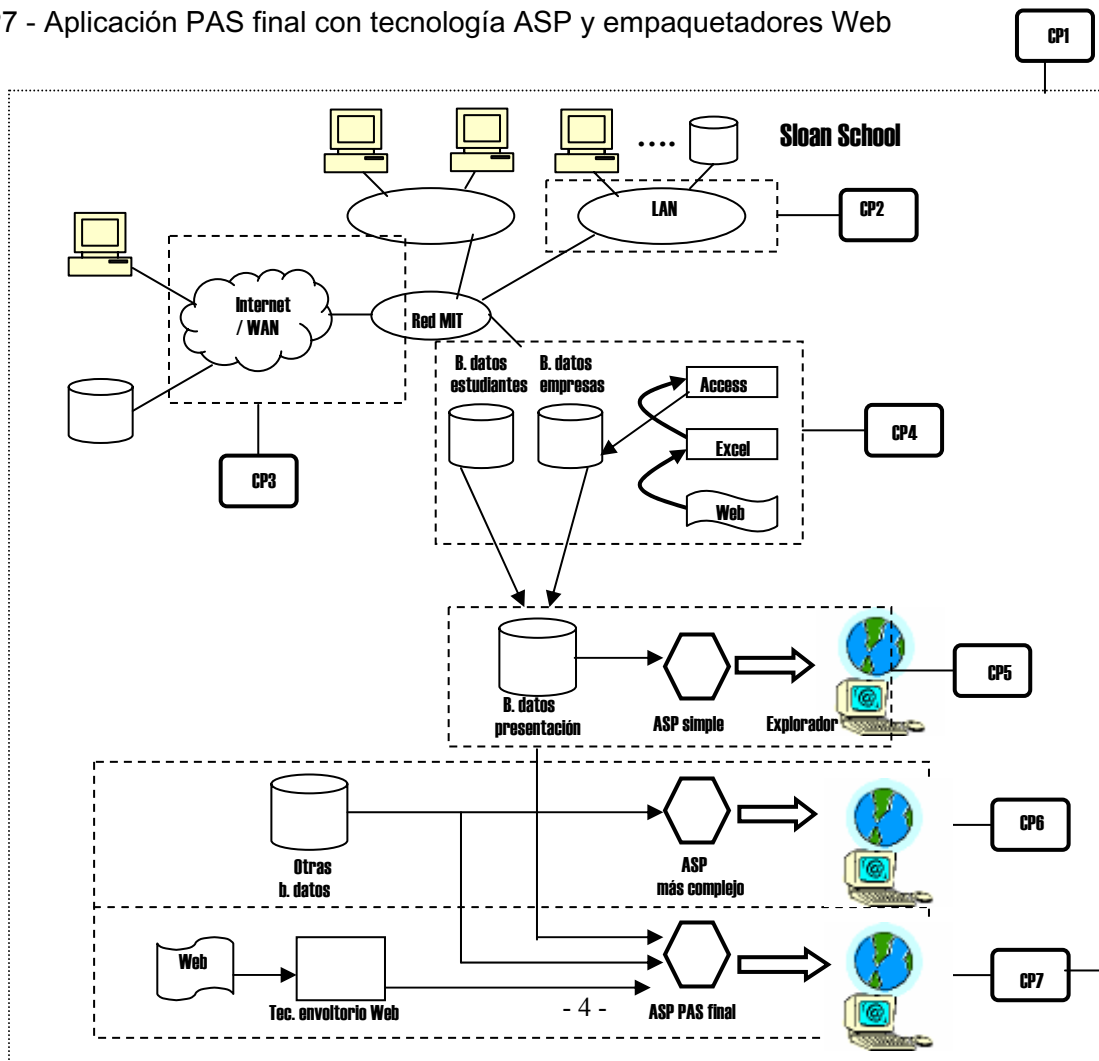 7 - Aplicación PAS final con tecnología ASP y empaquetadores Web
CP1
Sloan School
LAN
CP2
Internet
/ WAN
Red MIT
B. datos
estudiantes
B. datos
empresas
Access
Excel
Web
CP4
CP3
B. datos
presentación
ASP simple
Explorador
CP5
Otras
b. datos
ASP
más complejo
CP6
Web
Tec. envoltorio Web
- 4 -
ASP PAS final
CP7